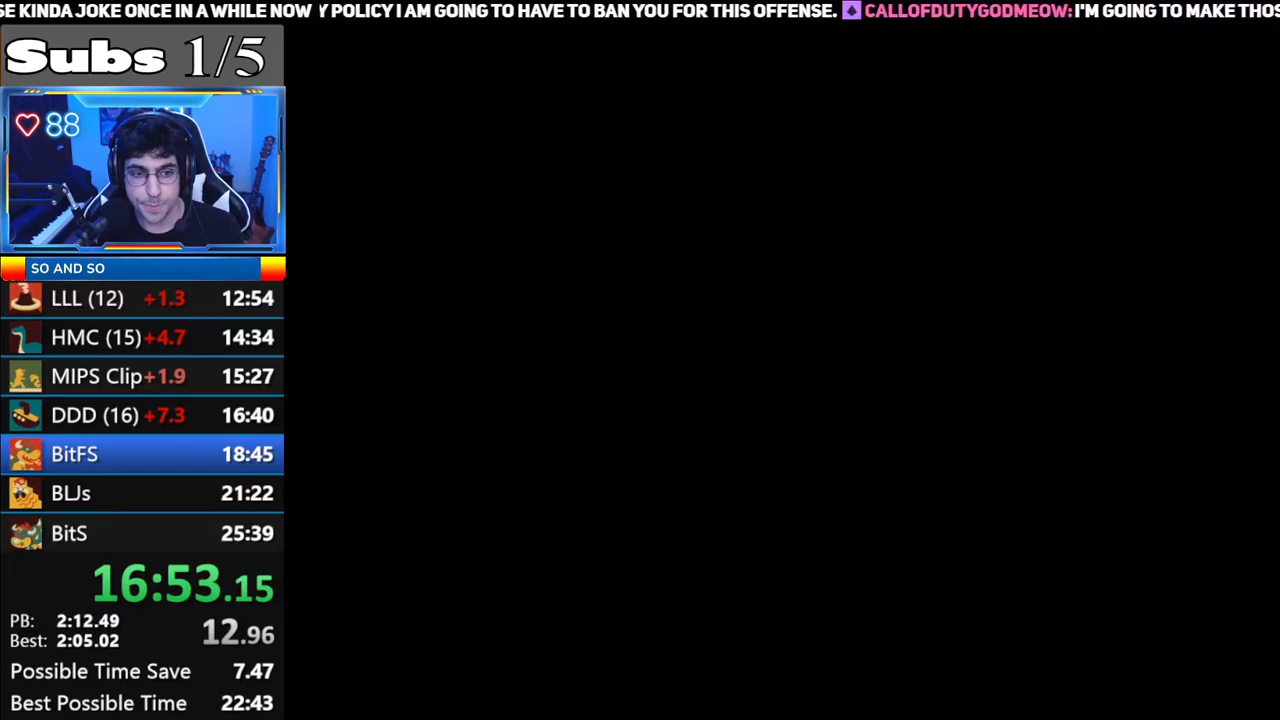 SE KINDA JOKE ONCE IN A WHILE NOW Y POLICY I AM GOING TO HAVE TO BAN YOU FOR THIS OFFENSE. CALLOFDUTYGODMEOW: I'M GOING TO MAKE THOS
Subs 1/5
88
SO AND SO
LLL (12) +1.3 12:54
HMC (15) +4.7 14:34
MIPS Clip +1.9 15:27
DDD (16) +7.3 16:40
BitFS 18:45
BLJs 21:22
BitS 25:39
16:53.15
PB: 2:12.49
Best: 2:05.02
12.96
Possible Time Save 7.47
Best Possible Time 22:43